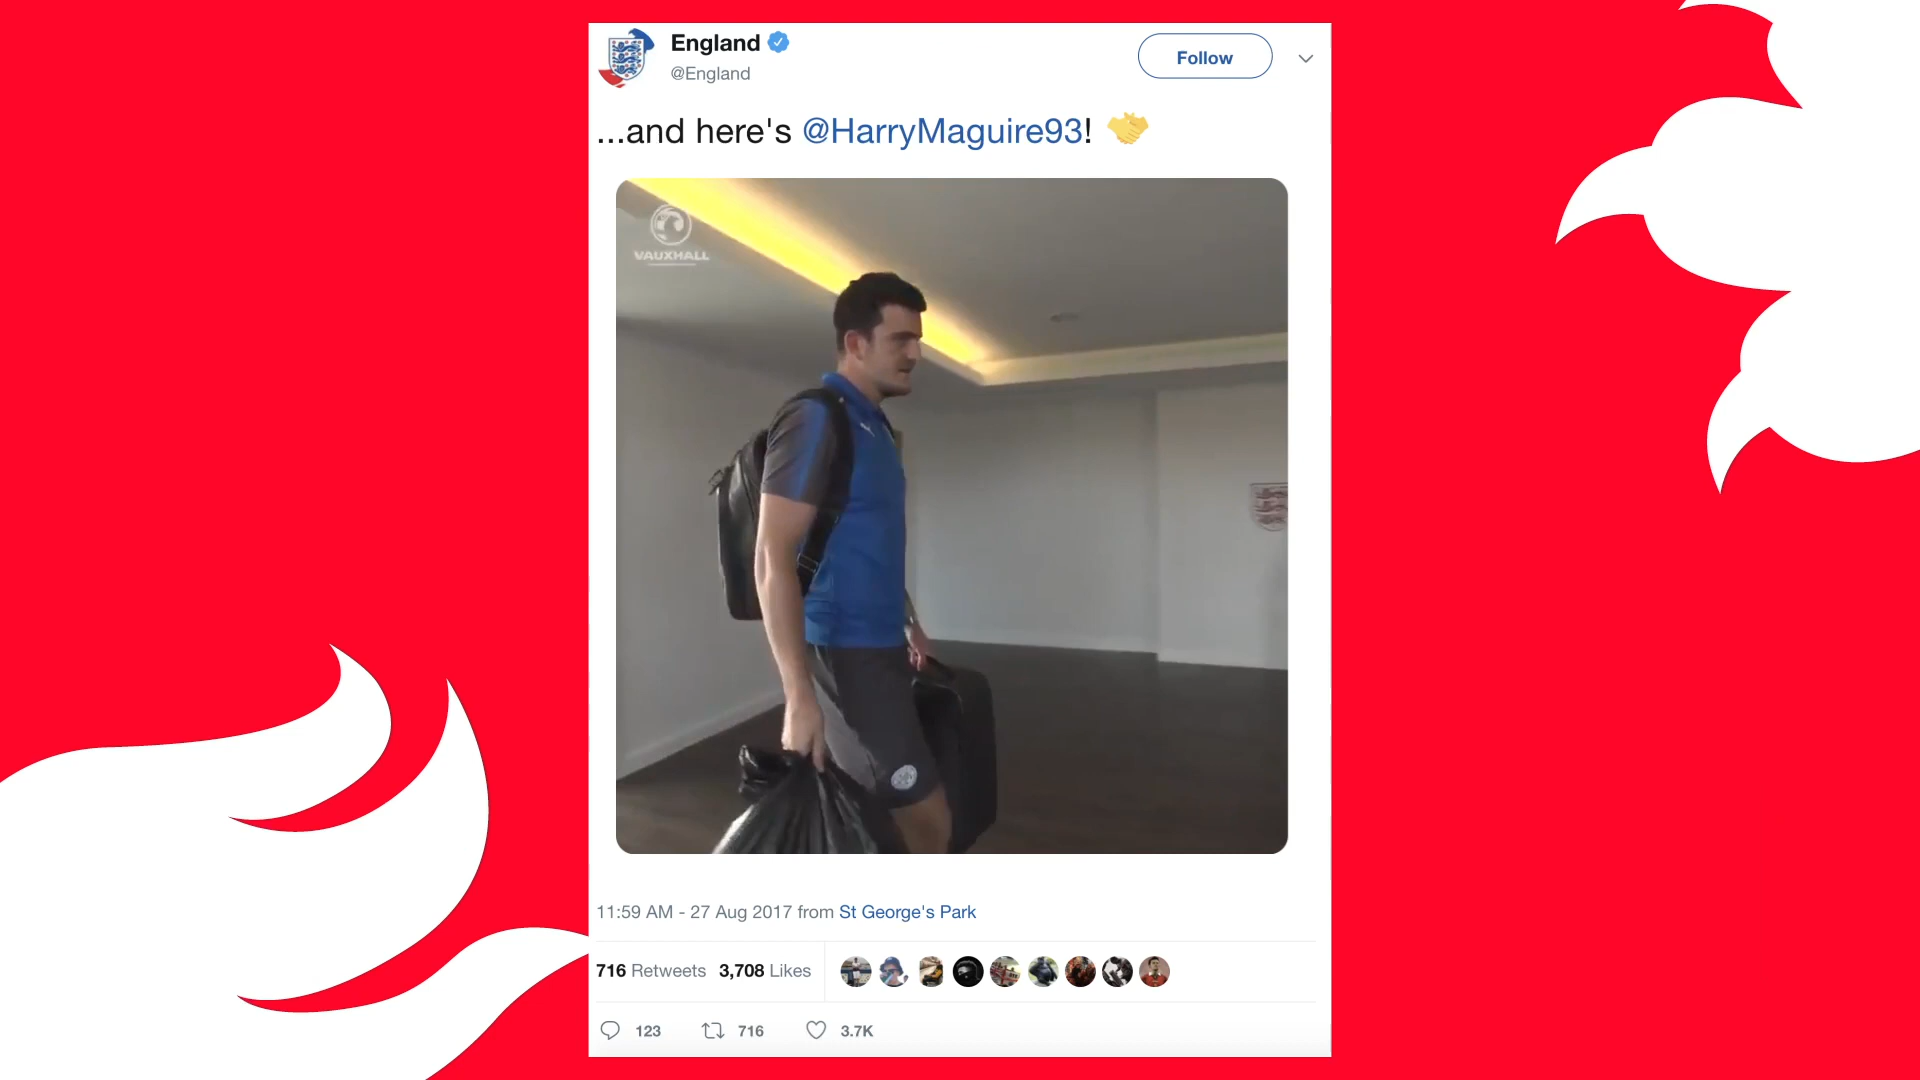 England
Follow
@England
...and here's @HarryMaguire93!
VAUXHALL
11:59 AM - 27 Aug 2017 from St George's Park
716 Retweets 3,708 Likes
123 716 3.7K